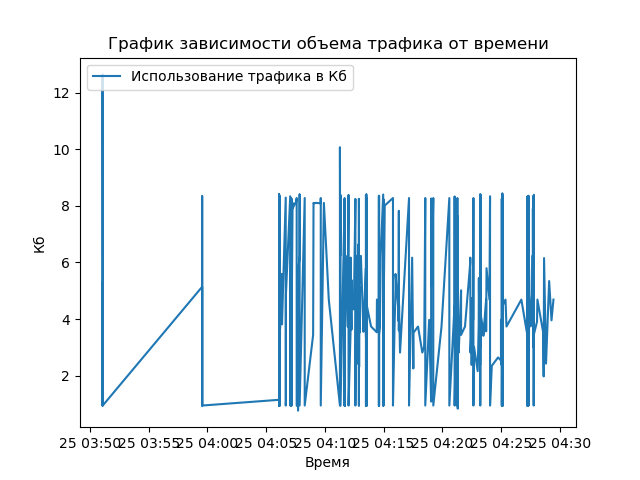 График зависимости объема трафика от времени
Использование трафика в Кб
12
10
8
6
4
2
Кб
25 03:50 25 03:55 25 04:00 25 04:05 25 04:10 25 04:15 25 04:20 25 04:25 25 04:30
Время